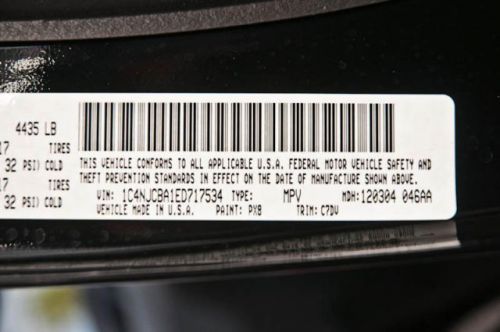 4435 LB
17
32 PSI) COLD
17
32 PSI) COLD
THIS VEHICLE CONFORMS TO ALL APPLICABLE U.S.A. FEDERAL MOTOR VEHICLE SAFETY AND
THEFT PREVENTION STANDARDS IN EFFECT ON THE DATE OF MANUFACTURE SHOWN ABOVE.
VIN: 1C4NJCBA1ED717534 TYPE: MPV MDH:120304 046AA
VEHICLE MADE IN U.S.A. PAINT: PX8 TRIM: C7DV